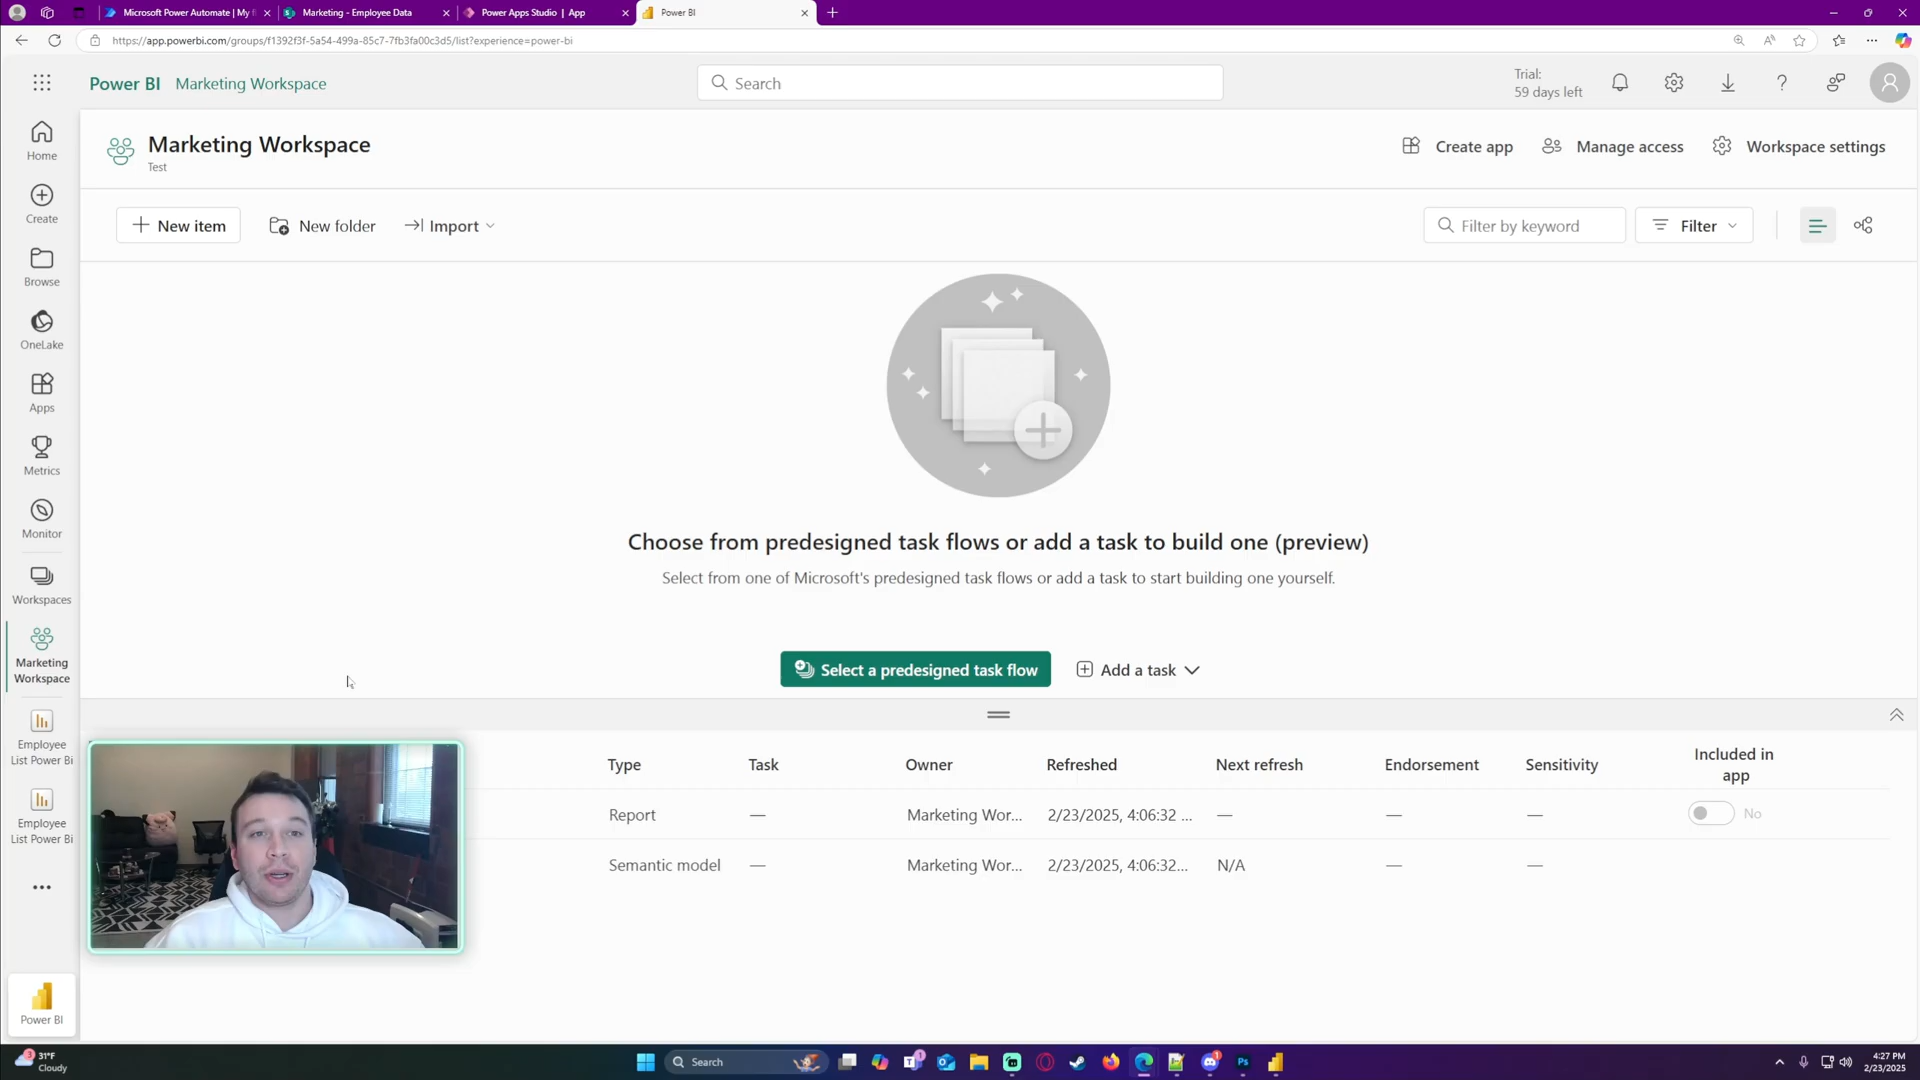 Microsoft Power Automate | My f
Marketing - Employee Data
Power Apps Studio | App
Power BI
https://app.powerbi.com/groups/f1392f3f-5a54-499a-85c7-7fb3fa00c3d5/list?experience=power-bi
Power BI Marketing Workspace
Search
Trial:
59 days left
Home
Create
Browse
OneLake
Apps
Metrics
Monitor
Workspaces
Marketing
Workspace
Employee
List Power Bi
Employee
List Power Bi
Power BI
Marketing Workspace
Test
Create app
Manage access
Workspace settings
New item
New folder
Import
Filter by keyword
Filter
Choose from predesigned task flows or add a task to build one (preview)
Select from one of Microsoft's predesigned task flows or add a task to start building one yourself.
Select a predesigned task flow
Add a task
Type Task Owner Refreshed Next refresh Endorsement Sensitivity Included in
app
Report — Marketing Wor... 2/23/2025, 4:06:32 ... — — — No
Semantic model — Marketing Wor... 2/23/2025, 4:06:32... N/A — —
3
31°F
Cloudy
Search
1
1
Ps
4:27 PM
2/23/2025